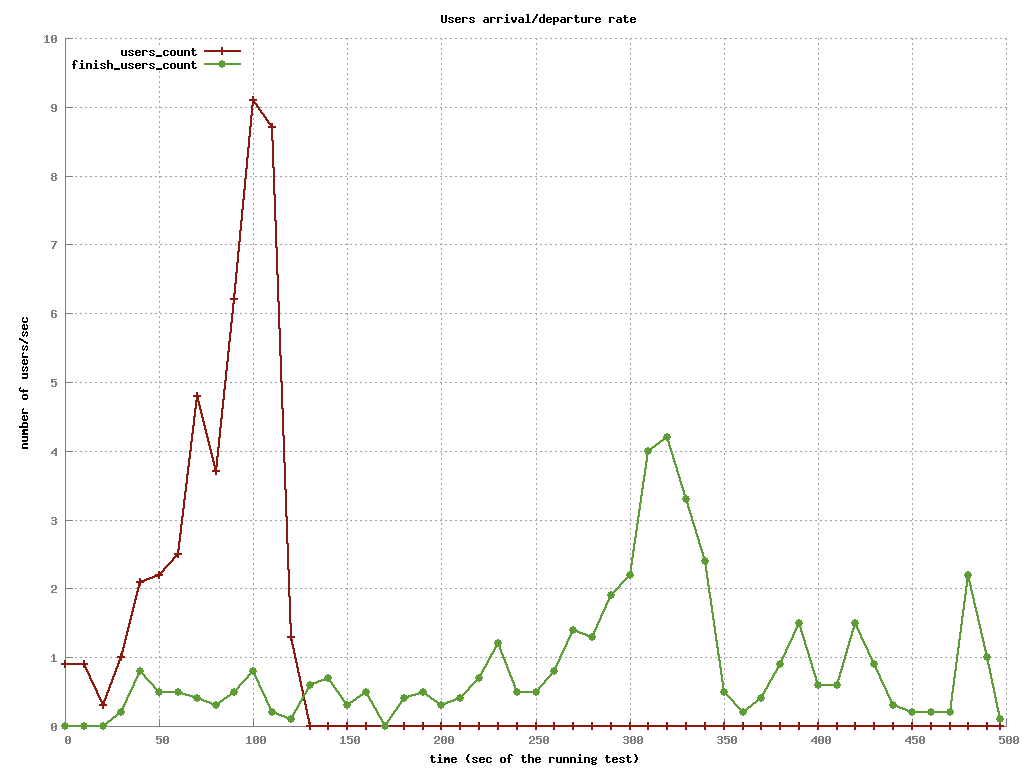 Users arrival/departure rate
users_count
finish_users_count
10
9
8
7
6
5
4
3
2
1
0
number of users/sec
0 50 100 150 200 250 300 350 400 450 500
time (sec of the running test)